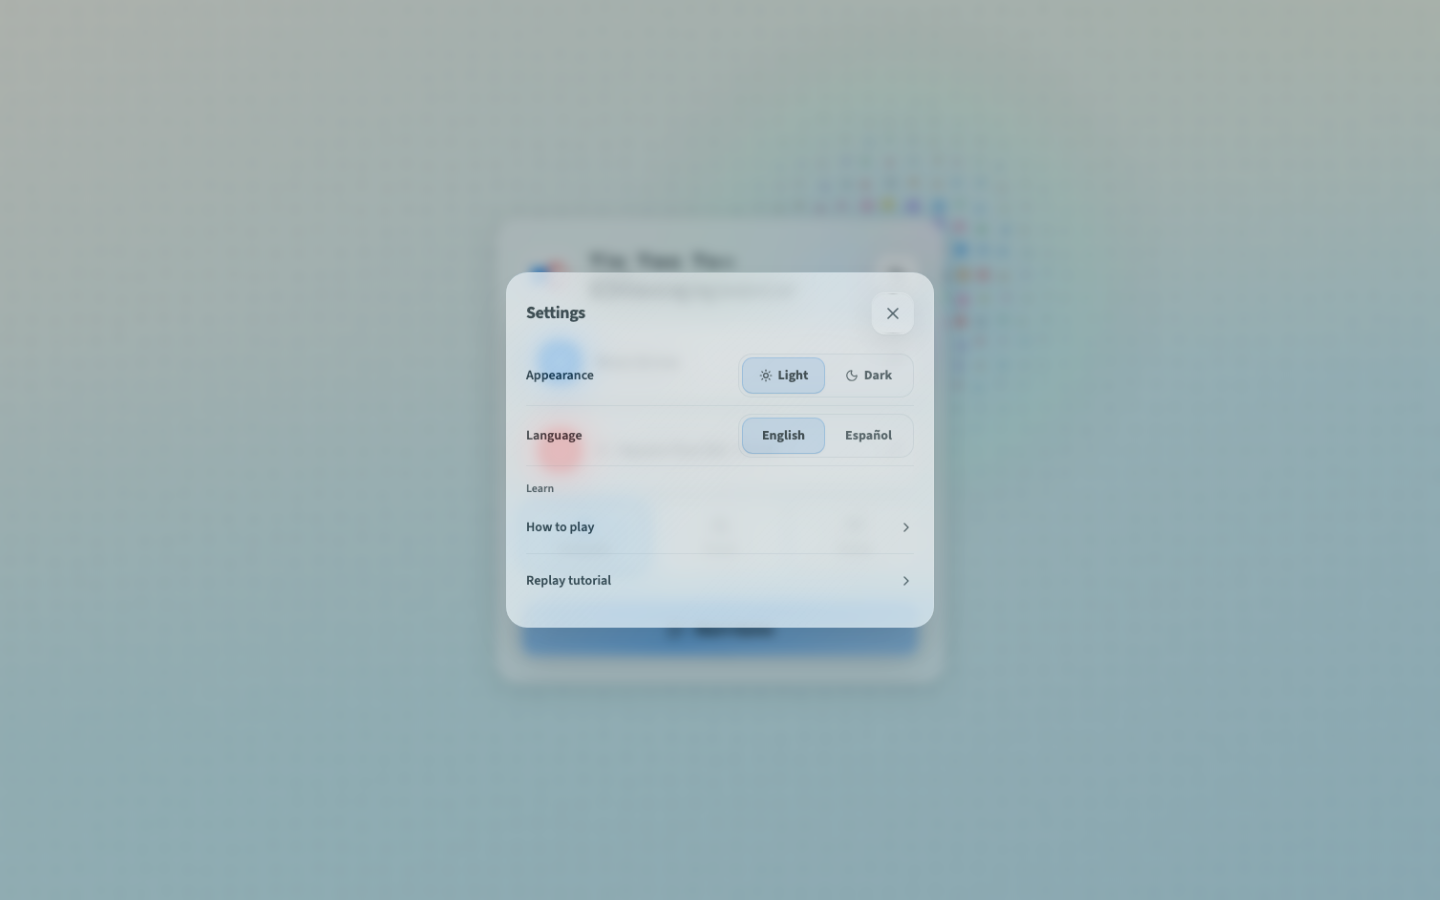 Settings
Appearance
Light
Dark
Language
English
Español
Learn
How to play
Replay tutorial